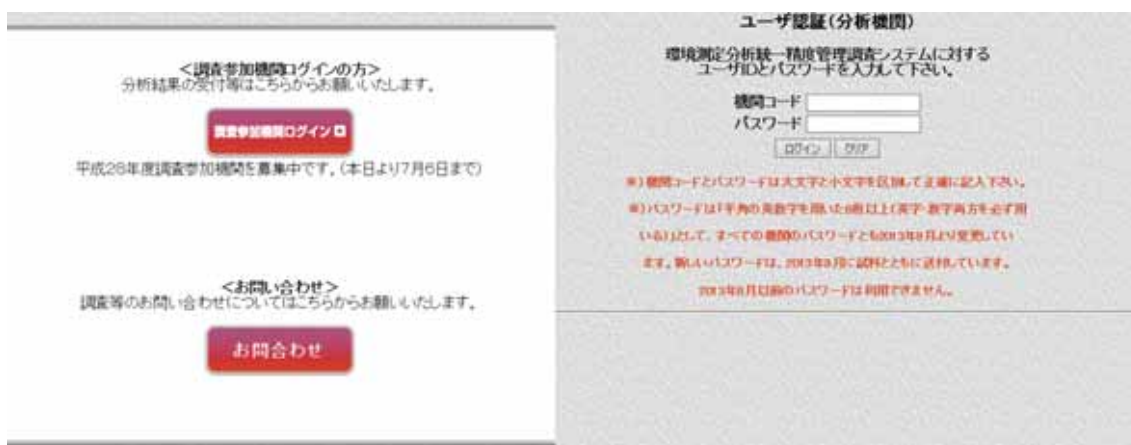 <調査参加機関ログインの方>
分析結果の受付等はこちらからお願いいたします。
調査参加機関ログイン
平成28年度調査参加機関を募集中です。(本日より7月6日まで)
<お問い合わせ>
調査等のお問い合わせについてはこちらからお願いいたします。
お問合わせ
ユーザ認証(分析機関)
環境測定分析統一精度管理調査システムに対する
ユーザIDとパスワードを入力して下さい。
機関コード
パスワード
ログイン クリア
※)機関コードとパスワードは大文字と小文字を区別して正確に記入下さい。
※)パスワードは「半角の英数字を用いた8桁以上(英字・数字両方を必ず用
いる)」として、すべての機関のパスワードとも2013年8月より変更してい
ます。新しいパスワードは、2013年8月に試料とともに送付しています。
2013年8月以前のパスワードは利用できません。